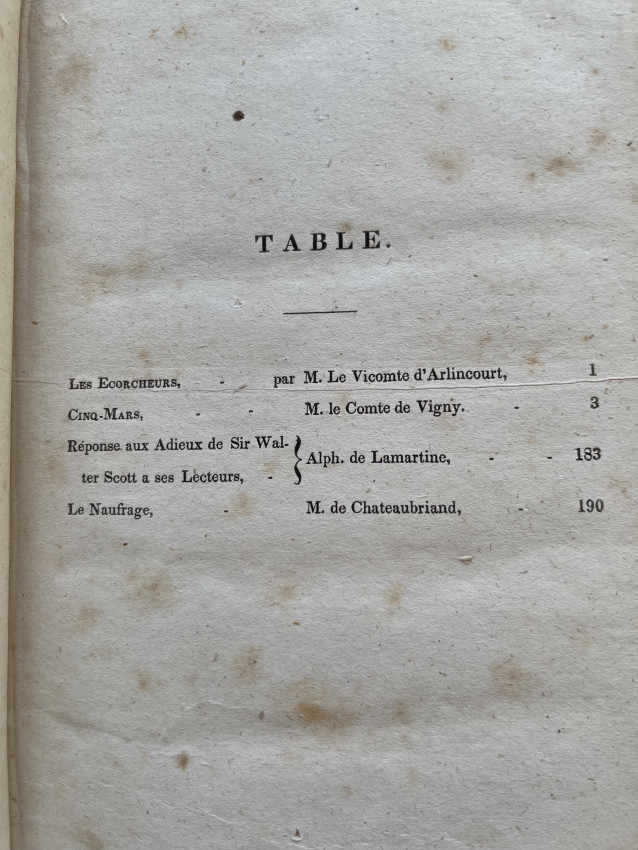 TABLE.
LES ECORCHEURS, - par M. Le Vicomte d'Arlincourt, 1
CINQ-MARS, - - M. le Comte de Vigny. - 3
Réponse aux Adieux de Sir Wal-
ter Scott a ses Lecteurs, - } Alph. de Lamartine, - - 183
Le Naufrage, - M. de Chateaubriand, - 190